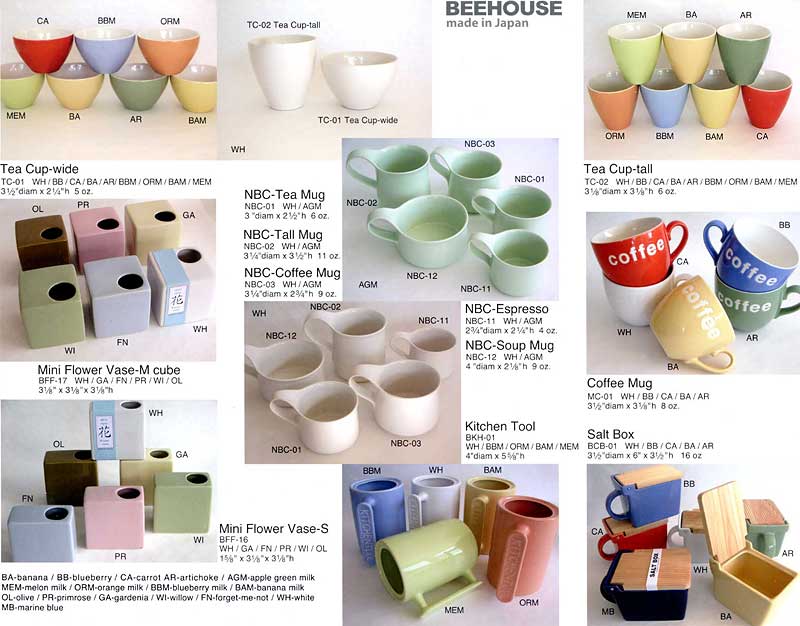 BEEHOUSE
made in Japan
CA
BBM
ORM
MEM
BA
AR
BAM
Tea Cup-wide
TC-01 WH / BB / CA / BA / AR/ BBM / ORM / BAM / MEM
3½"diam x 2¼"h 5 oz.
TC-02 Tea Cup-tall
TC-01 Tea Cup-wide
WH
MEM
BA
AR
ORM
BBM
BAM
CA
Tea Cup-tall
TC-02 WH / BB / CA / BA / AR / BBM / ORM / BAM / MEM
3⅛"diam x 3⅛"h 6 oz.
OL
PR
GA
WI
FN
WH
花
Mini Flower Vase-M cube
BFF-17 WH / GA / FN / PR / WI / OL
3⅛" x 3⅛"x 3⅛"h
NBC-Tea Mug
NBC-01 WH / AGM
3 "diam x 2½"h 6 oz.
NBC-Tall Mug
NBC-02 WH / AGM
3¼"diam x 3½"h 11 oz.
NBC-Coffee Mug
NBC-03 WH / AGM
3¼"diam x 2¾"h 9 oz.
NBC-03
NBC-01
NBC-02
NBC-12
NBC-11
AGM
coffee
coffee
coffee
coffee
BB
CA
WH
BA
AR
Coffee Mug
MC-01 WH / BB / CA / BA / AR
3½"diam x 3⅛"h 8 oz.
WH
NBC-02
NBC-12
NBC-11
NBC-01
NBC-03
NBC-Espresso
NBC-11 WH / AGM
2¾"diam x 2¼"h 4 oz.
NBC-Soup Mug
NBC-12 WH / AGM
4 "diam x 2⅛"h 9 oz.
Kitchen Tool
BKH-01
WH / BBM / ORM / BAM / MEM
4"diam x 5⅝"h
Salt Box
BCB-01 WH / BB / CA / BA / AR
3½"diam x 6" x 3½"h 16 oz
WH
花
OL
GA
FN
PR
WI
Mini Flower Vase-S
BFF-16
WH / GA / FN / PR / WI / OL
1⅝" x 3⅛"x 3⅛"h
BBM
WH
BAM
MEM
ORM
BB
CA
WH
AR
SALT BOX
MB
BA
BA-banana / BB-blueberry / CA-carrot AR-artichoke / AGM-apple green milk
MEM-melon milk / ORM-orange milk / BBM-blueberry milk / BAM-banana milk
OL-olive / PR-primrose / GA-gardenia / WI-willow / FN-forget-me-not / WH-white
MB-marine blue